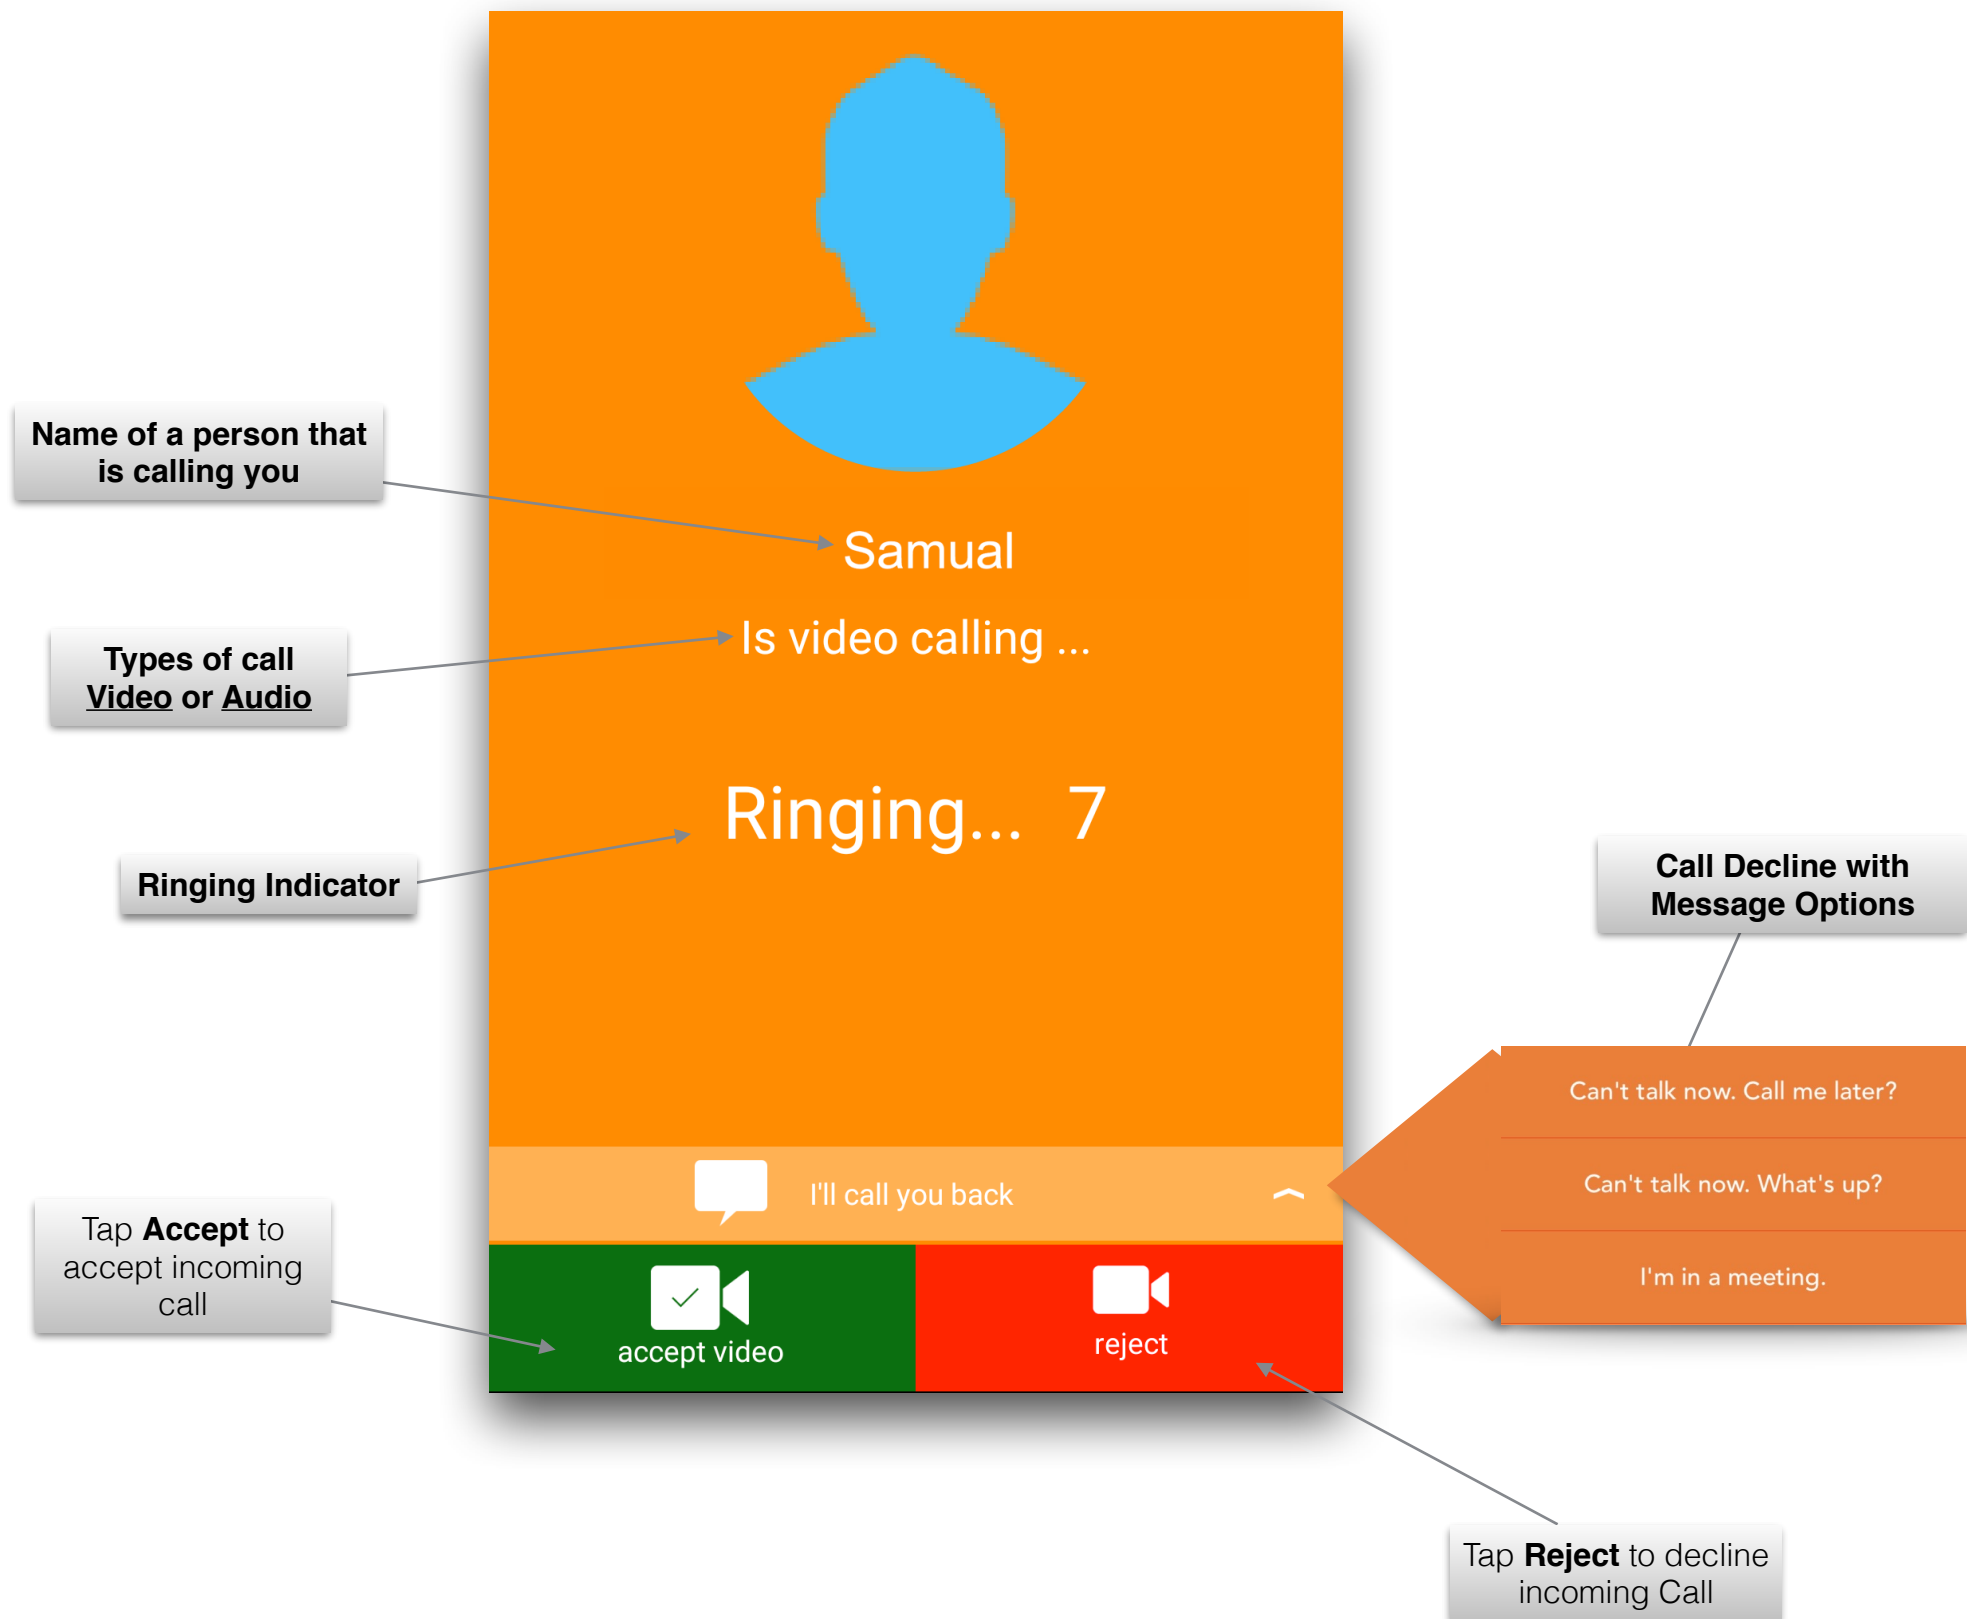 Name of a person that
is calling you
Samual
Types of call
Video or Audio
Is video calling ...
Ringing... 7
Ringing Indicator
Call Decline with
Message Options
Can't talk now. Call me later?
Can't talk now. What's up?
I'm in a meeting.
I'll call you back
Tap Accept to
accept incoming
call
accept video
reject
Tap Reject to decline
incoming Call